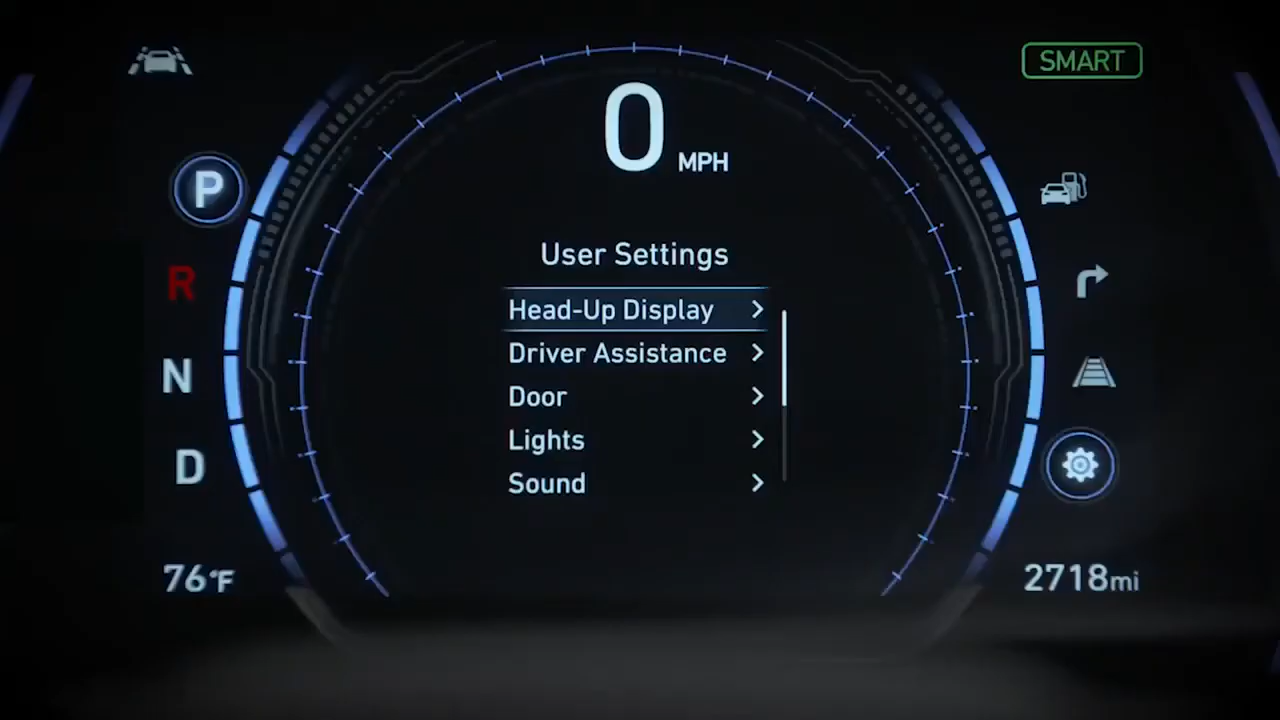 SMART
0 MPH
P
R
N
D
User Settings
Head-Up Display
Driver Assistance
Door
Lights
Sound
76°F
2718mi